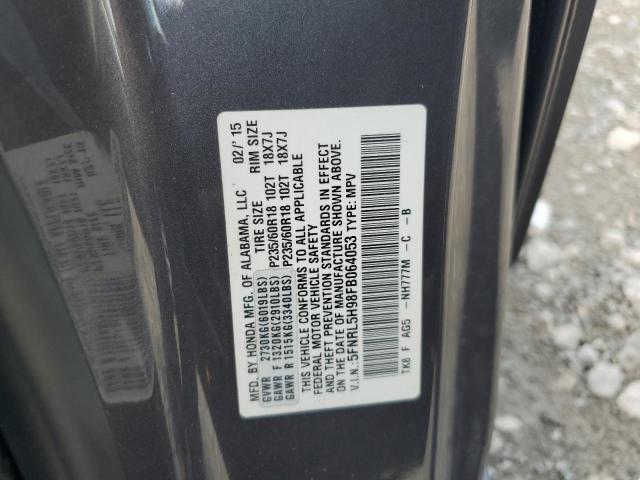 MFD. BY HONDA MFG. OF ALABAMA, LLC 02/'15
TIRE SIZE RIM SIZE
GVWR 2730KG(6019LBS)
GAWR F 1320KG(2910LBS) P235/60R18 102T 18X7J
GAWR R 1515KG(3340LBS) P235/60R18 102T 18X7J
THIS VEHICLE CONFORMS TO ALL APPLICABLE
FEDERAL MOTOR VEHICLE SAFETY
AND THEFT PREVENTION STANDARDS IN EFFECT
ON THE DATE OF MANUFACTURE SHOWN ABOVE.
V.I.N.:5FNRL5H98FB064053 TYPE: MPV
TK8 F AG5 -NH777M -C -B